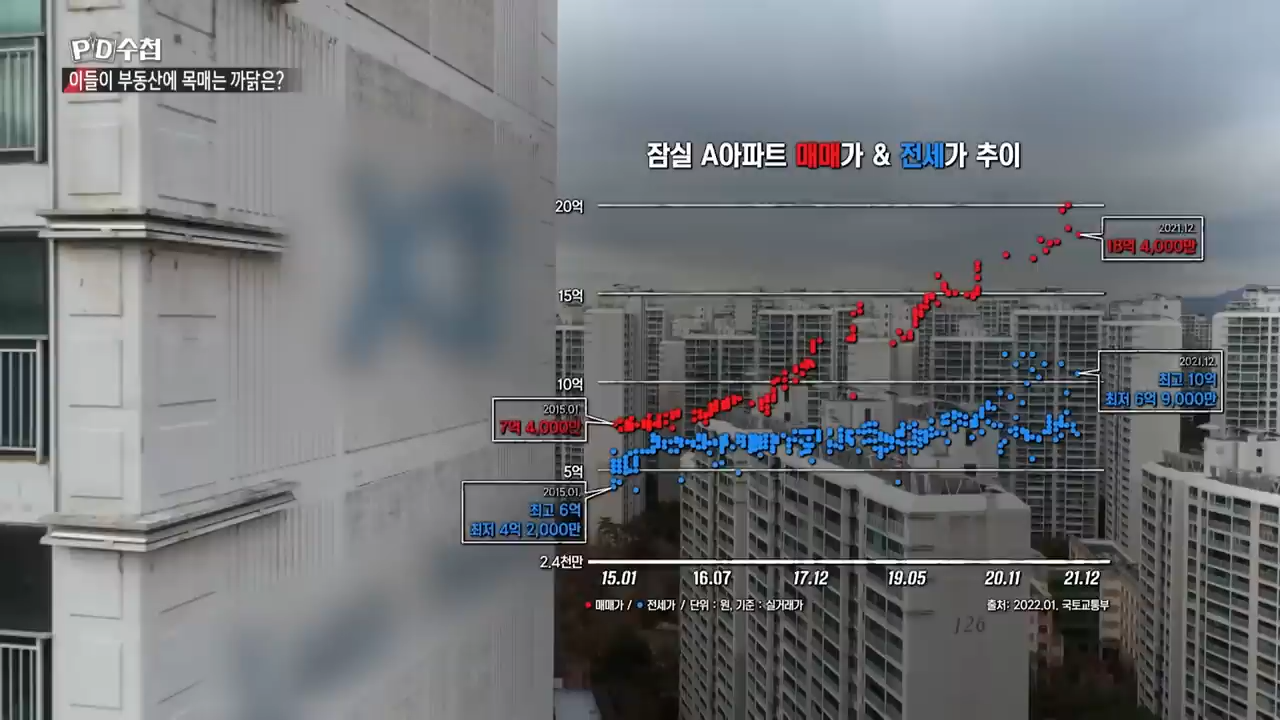 PD수첩
이들이 부동산에 목매는 까닭은?
잠실 A아파트 매매가 & 전세가 추이
20억
15억
10억
5억
2.4천만
2021.12.
18억 4,000만
2021.12.
최고 10억
최저 6억 9,000만
2015.01.
7억 4,000만
2015.01.
최고 6억
최저 4억 2,000만
15.01 16.07 17.12 19.05 20.11 21.12
매매가 / 전세가 / 단위 : 원, 기준 : 실거래가
출처: 2022.01. 국토교통부
126